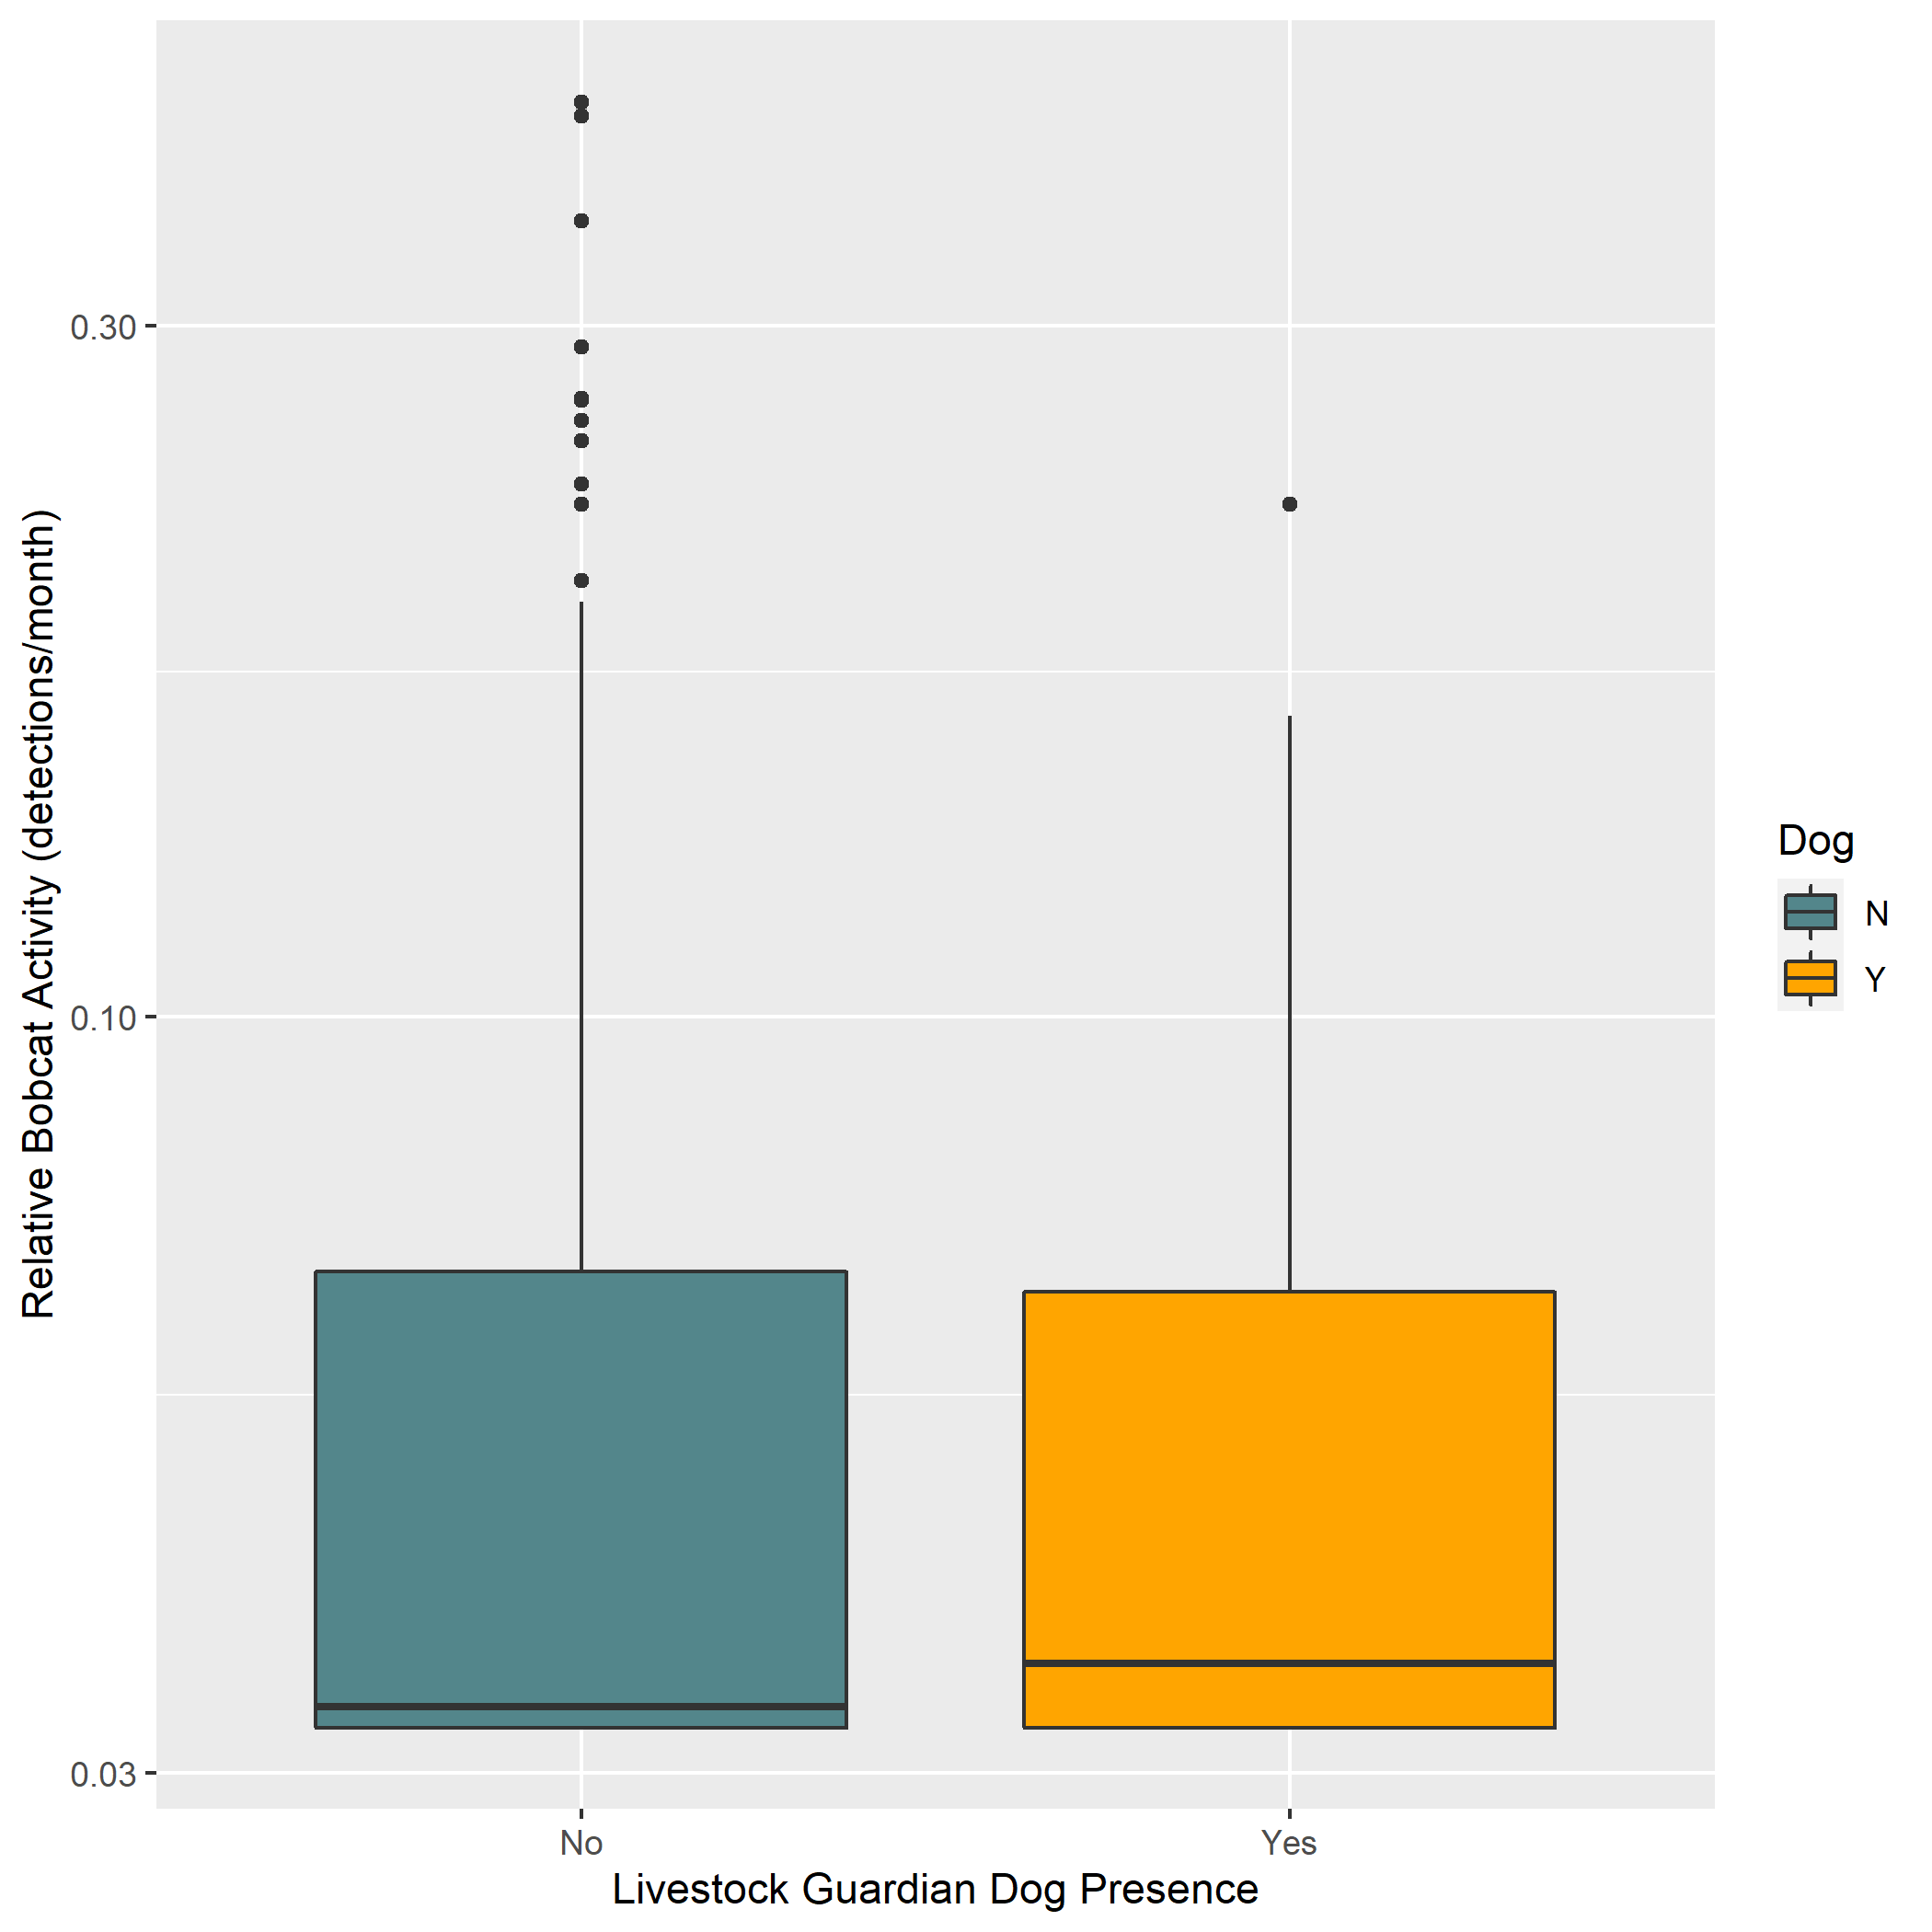 Relative Bobcat Activity (detections/month)
0.30
0.10
0.03
No
Yes
Livestock Guardian Dog Presence
Dog
N
Y